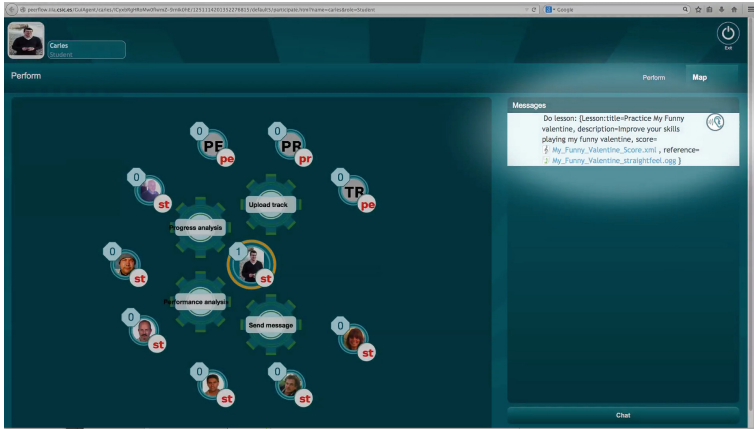 Google
Carles
Student
Exit
Perform
Perform
Map
Messages
Do lesson: {Lesson:title=Practice My Funny
valentine, description=Improve your skills
playing my funny valentine, score=
My_Funny_Valentine_Score.xml , reference=
My_Funny_Valentine_straightfeel.ogg }
0
PE
pe
0
PR
pr
0
st
0
TR
pe
Upload track
Progress analysis
1
st
0
st
Performance analysis
Send message
0
st
0
st
0
st
0
st
Chat